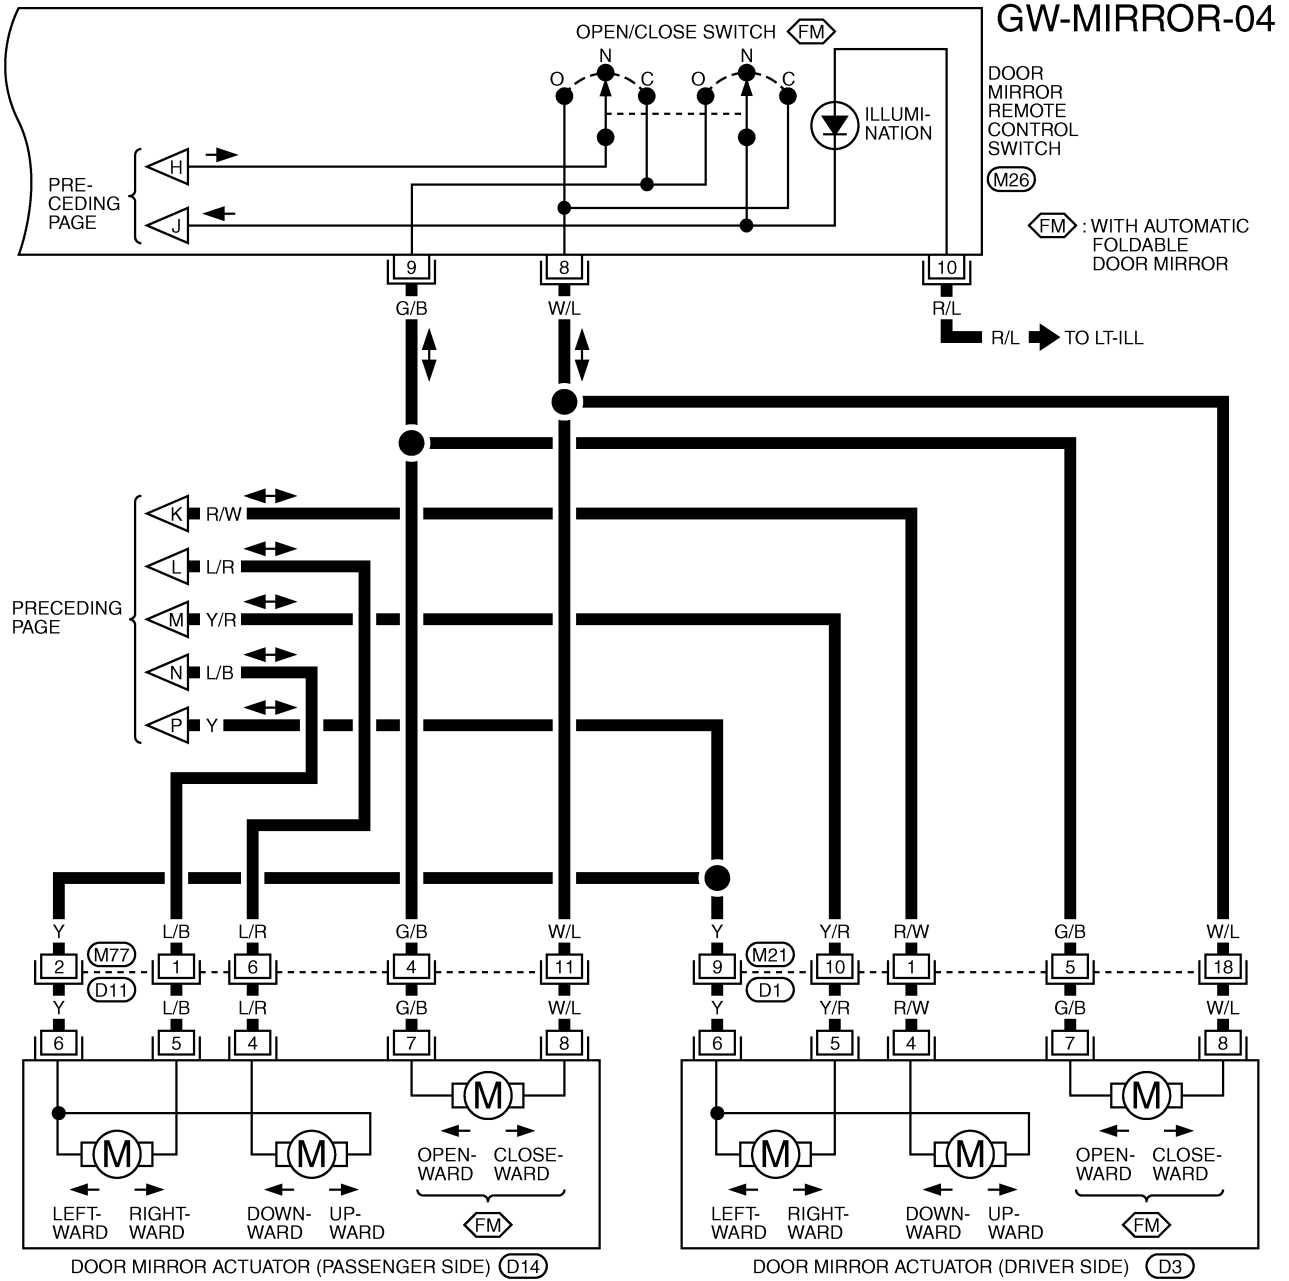 GW-MIRROR-04
OPEN/CLOSE SWITCH FM
N N
O C O C
ILLUMI-
NATION
DOOR
MIRROR
REMOTE
CONTROL
SWITCH
M26
PRE-
CEDING
PAGE
H
J
FM : WITH AUTOMATIC
FOLDABLE
DOOR MIRROR
9 8 10
G/B W/L R/L
R/L TO LT-ILL
PRECEDING
PAGE
K R/W
L L/R
M Y/R
N L/B
P Y
Y L/B L/R G/B W/L Y Y/R R/W G/B W/L
M77 M21
2 1 6 4 11 9 10 1 5 18
D11 D1
Y L/B L/R G/B W/L Y Y/R R/W G/B W/L
6 5 4 7 8 6 5 4 7 8
M M
M M M M
OPEN-
WARD
CLOSE-
WARD
OPEN-
WARD
CLOSE-
WARD
LEFT-
WARD
RIGHT-
WARD
DOWN-
WARD
UP-
WARD
FM
LEFT-
WARD
RIGHT-
WARD
DOWN-
WARD
UP-
WARD
FM
DOOR MIRROR ACTUATOR (PASSENGER SIDE) D14
DOOR MIRROR ACTUATOR (DRIVER SIDE) D3